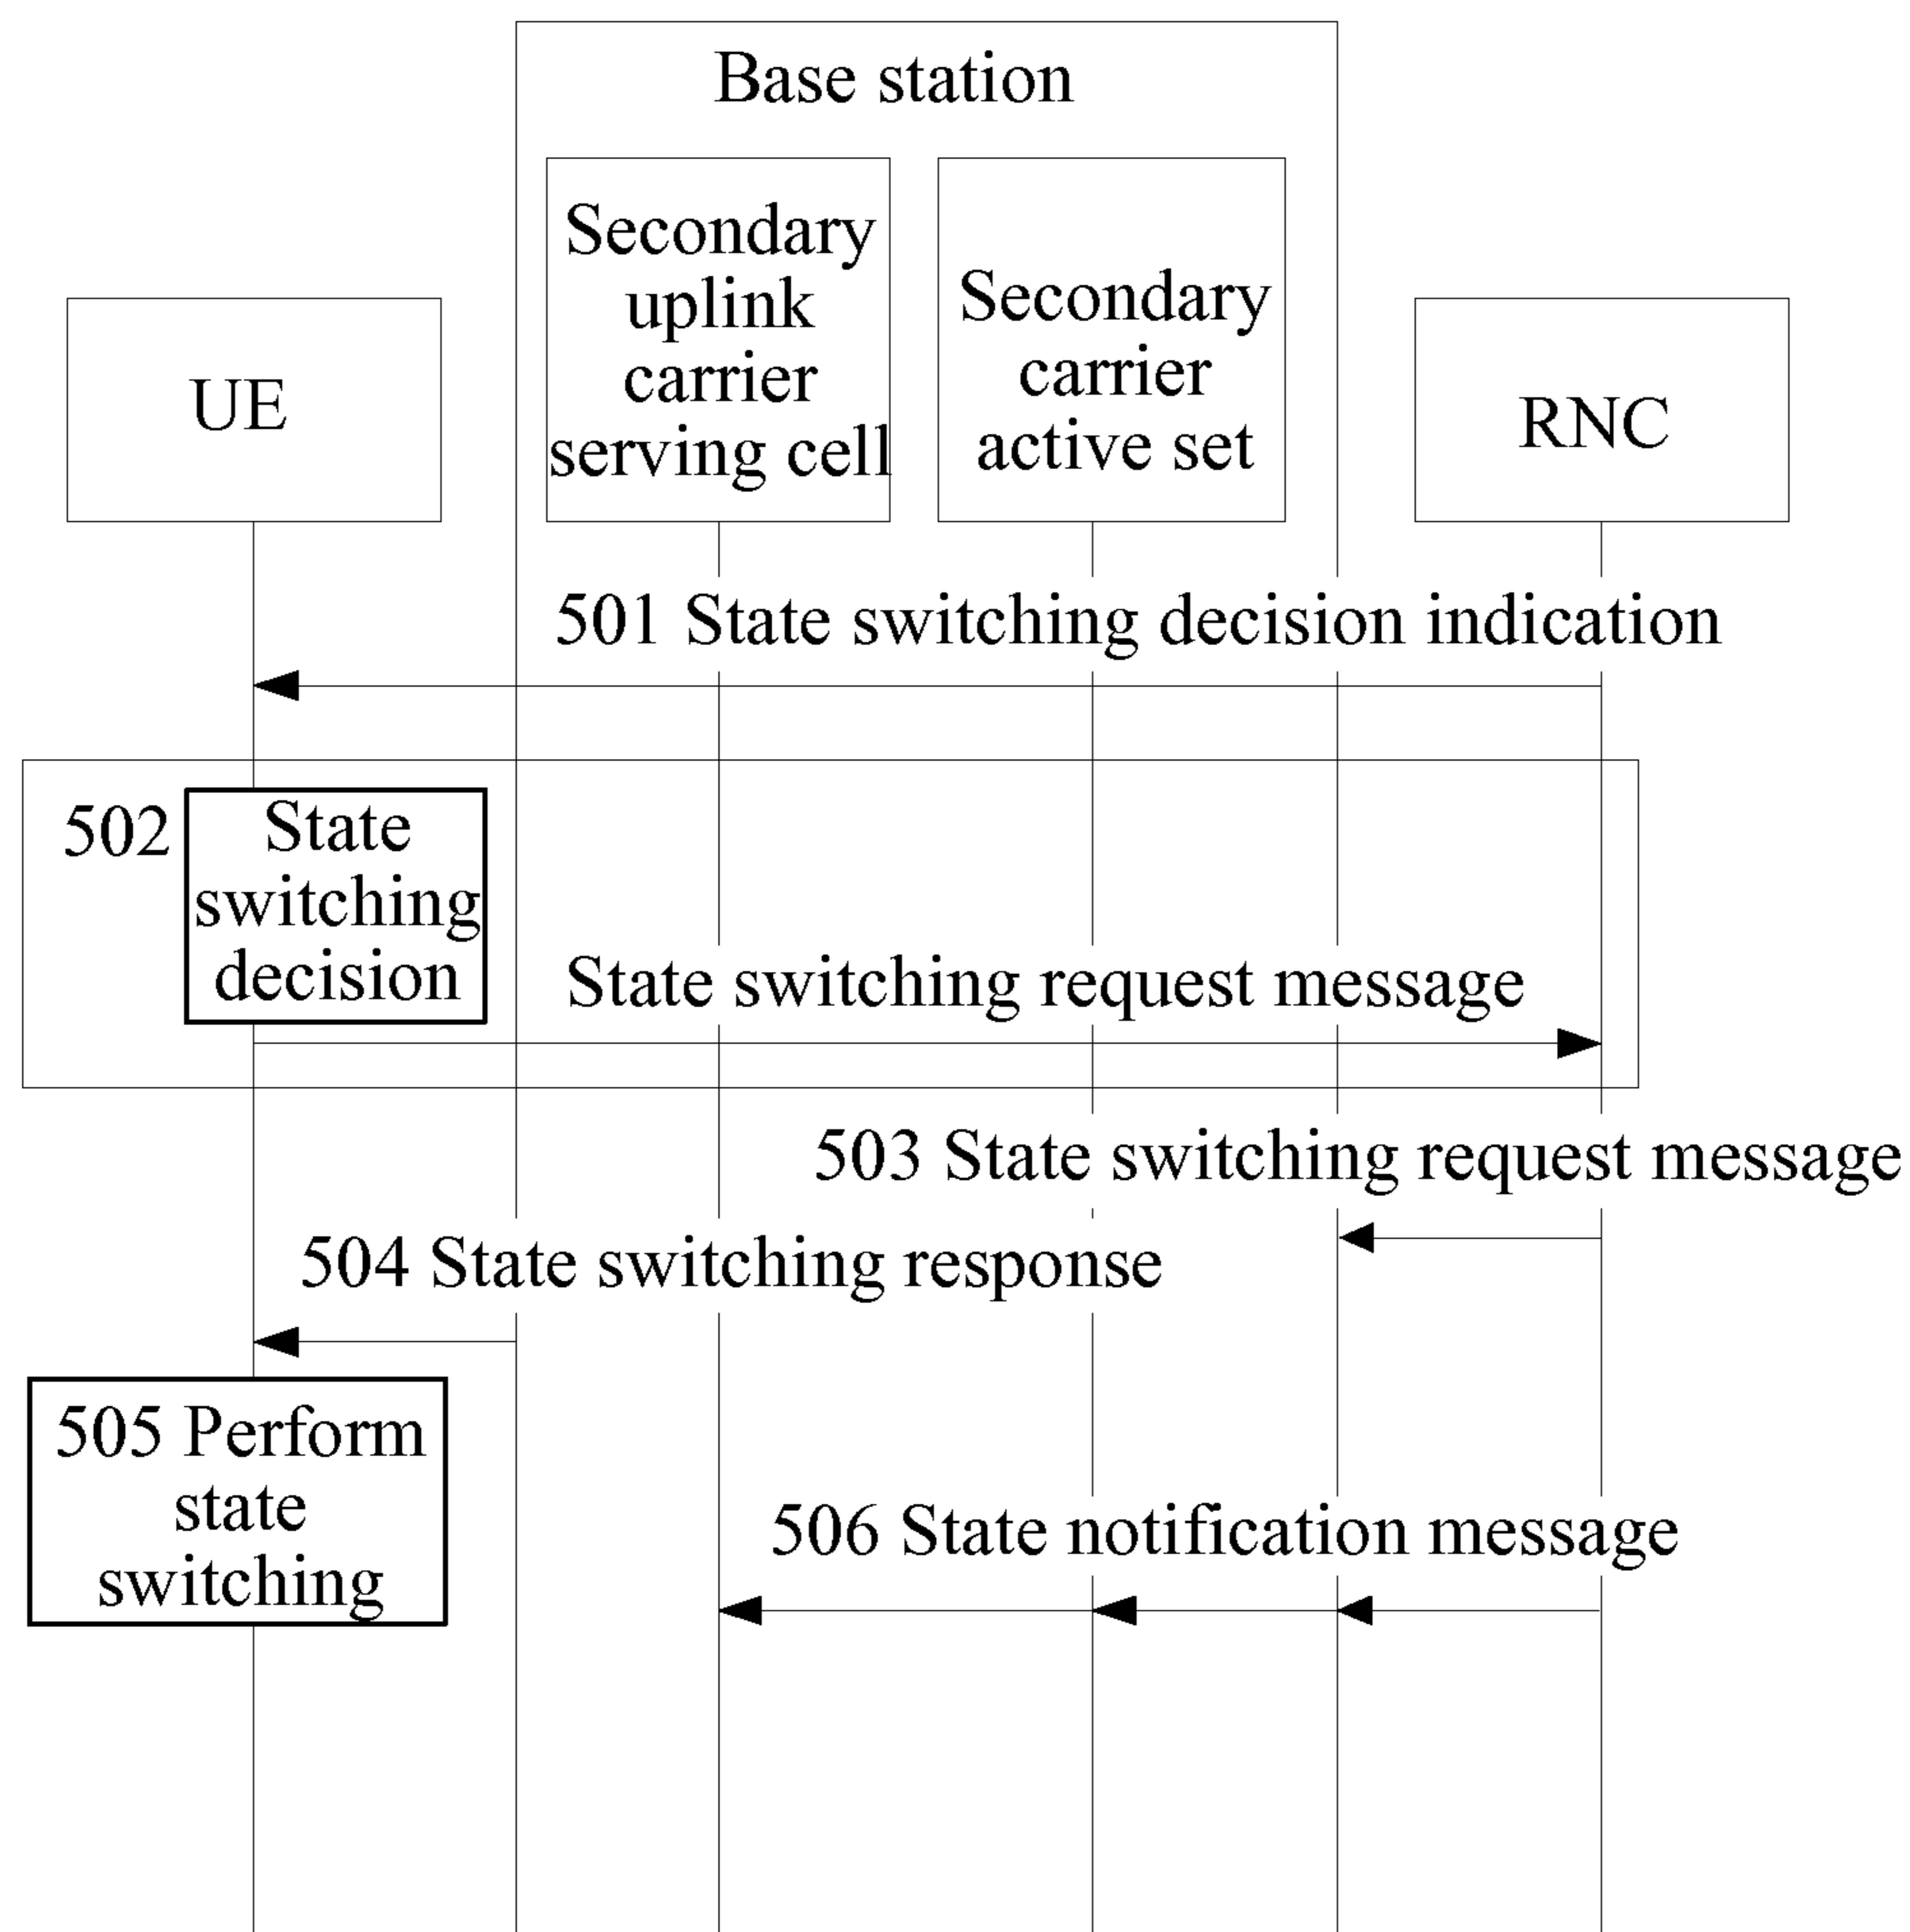 Base station
UE
Secondary
uplink
carrier
serving cell
Secondary
carrier
active set
RNC
501 State switching decision indication
502
State
switching
decision
State switching request message
503 State switching request message
504 State switching response
505 Perform
state
switching
506 State notification message